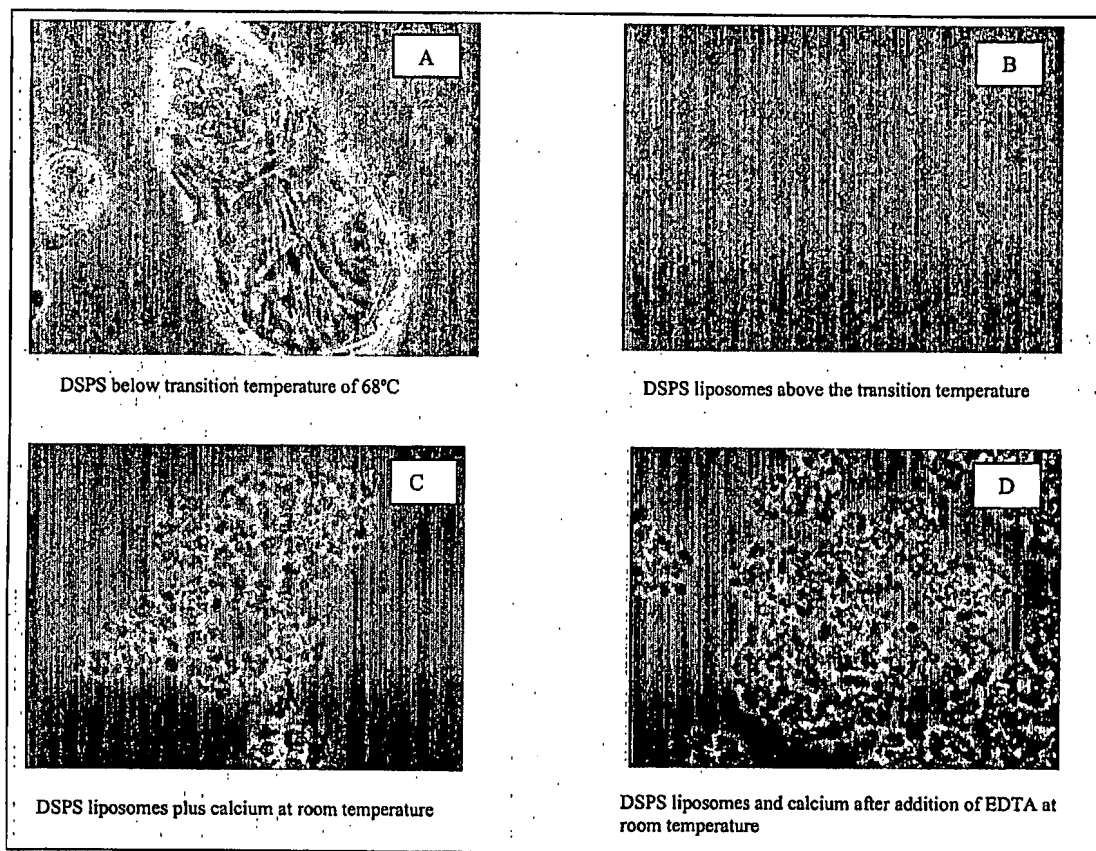 A
B
DSPS below transition temperature of 68°C
DSPS liposomes above the transition temperature
C
D
DSPS liposomes plus calcium at room temperature
DSPS liposomes and calcium after addition of EDTA at
room temperature